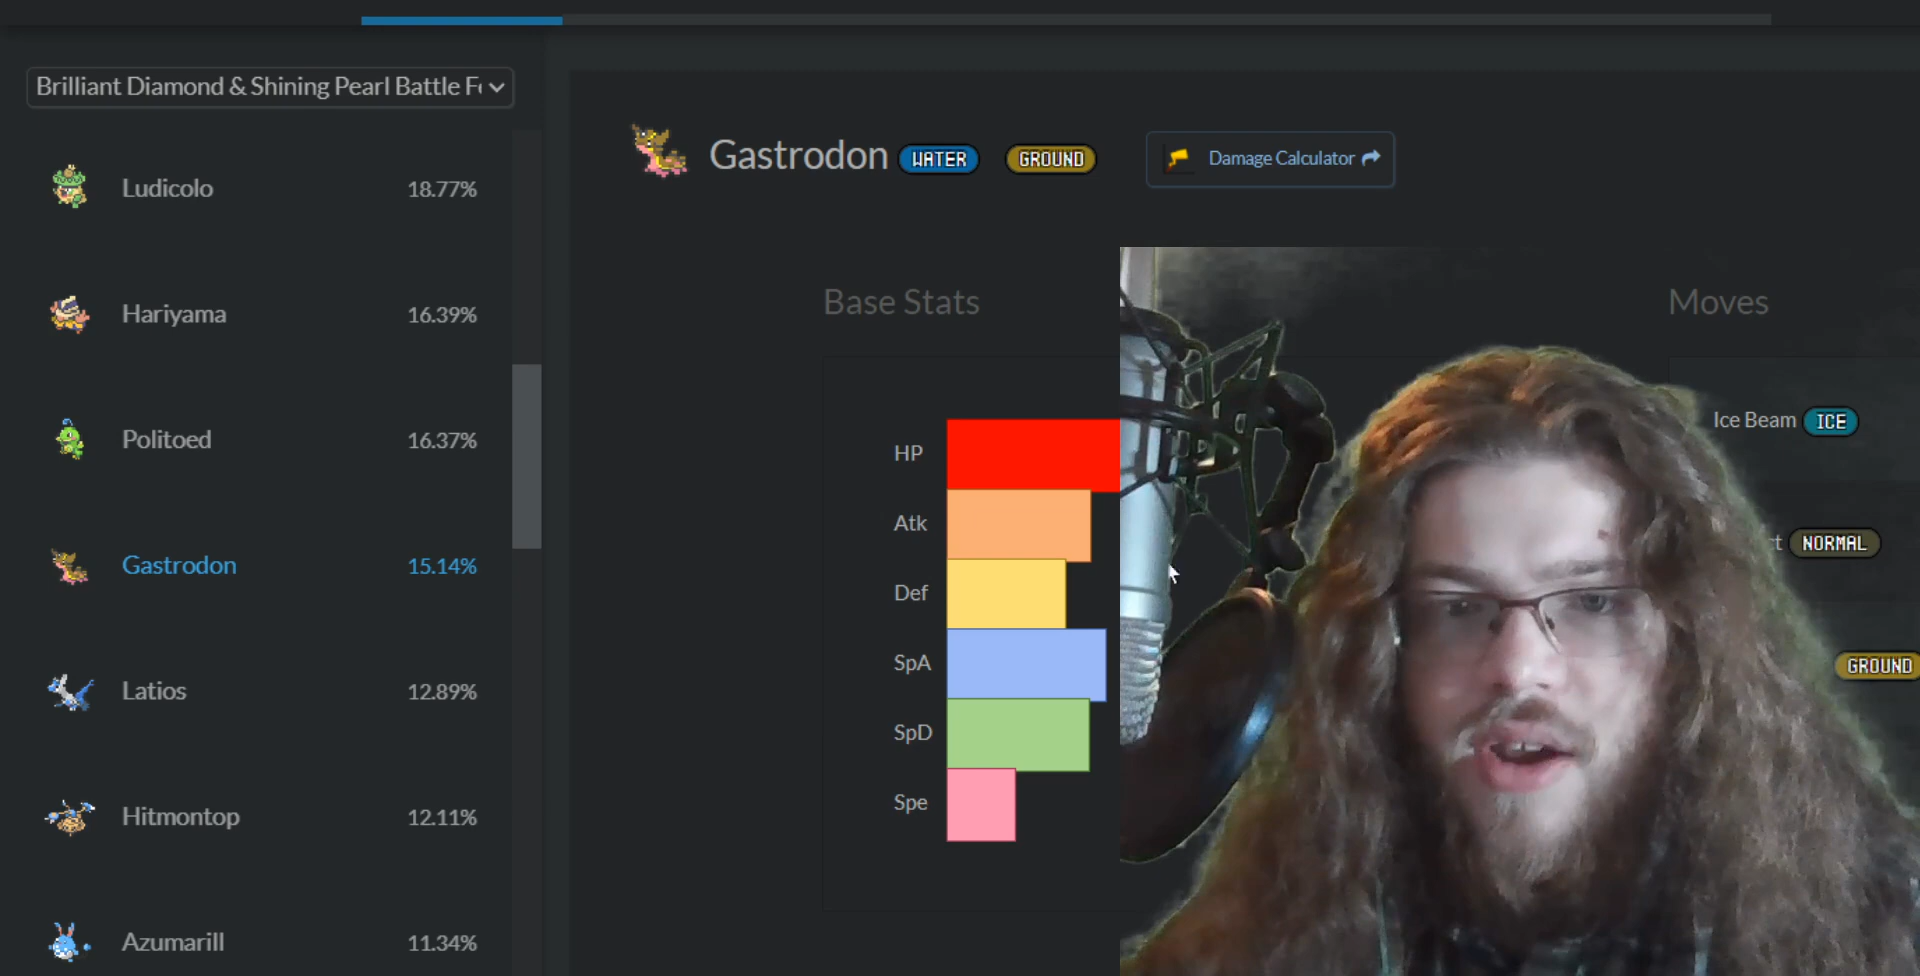 Brilliant Diamond & Shining Pearl Battle
Ludicolo 18.77%
Hariyama 16.39%
Politoed 16.37%
Gastrodon 15.14%
Latios 12.89%
Hitmontop 12.11%
Azumarill 11.34%
Gastrodon WATER GROUND Damage Calculator
Base Stats
HP
Atk
Def
SpA
SpD
Spe
Moves
Ice Beam ICE
NORMAL
GROUND